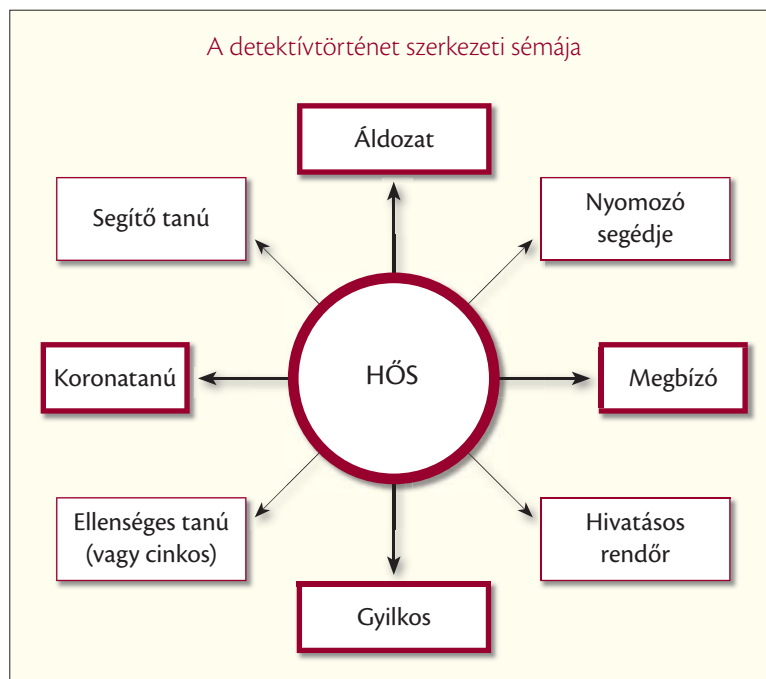 A detektívtörténet szerkezeti sémája
Áldozat
Segítő tanú
Nyomozó
segédje
Koronatanú
HŐS
Megbízó
Ellenséges tanú
(vagy cinkos)
Hivatásos
rendőr
Gyilkos